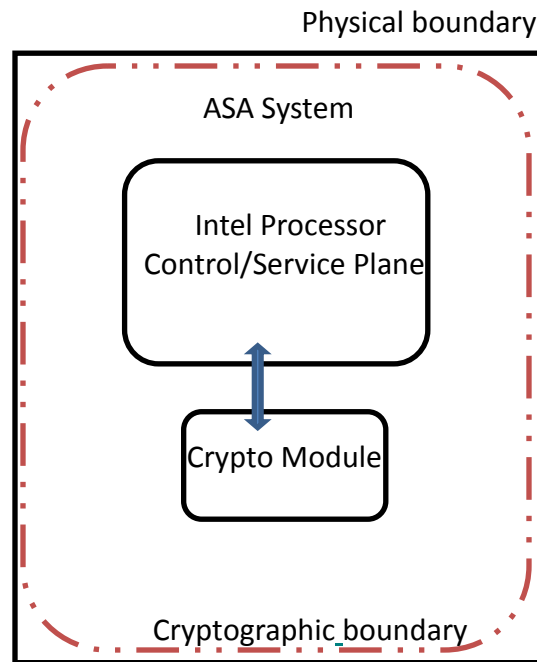 Physical boundary
ASA System
Intel Processor
Control/Service Plane
Crypto Module
Cryptographic boundary